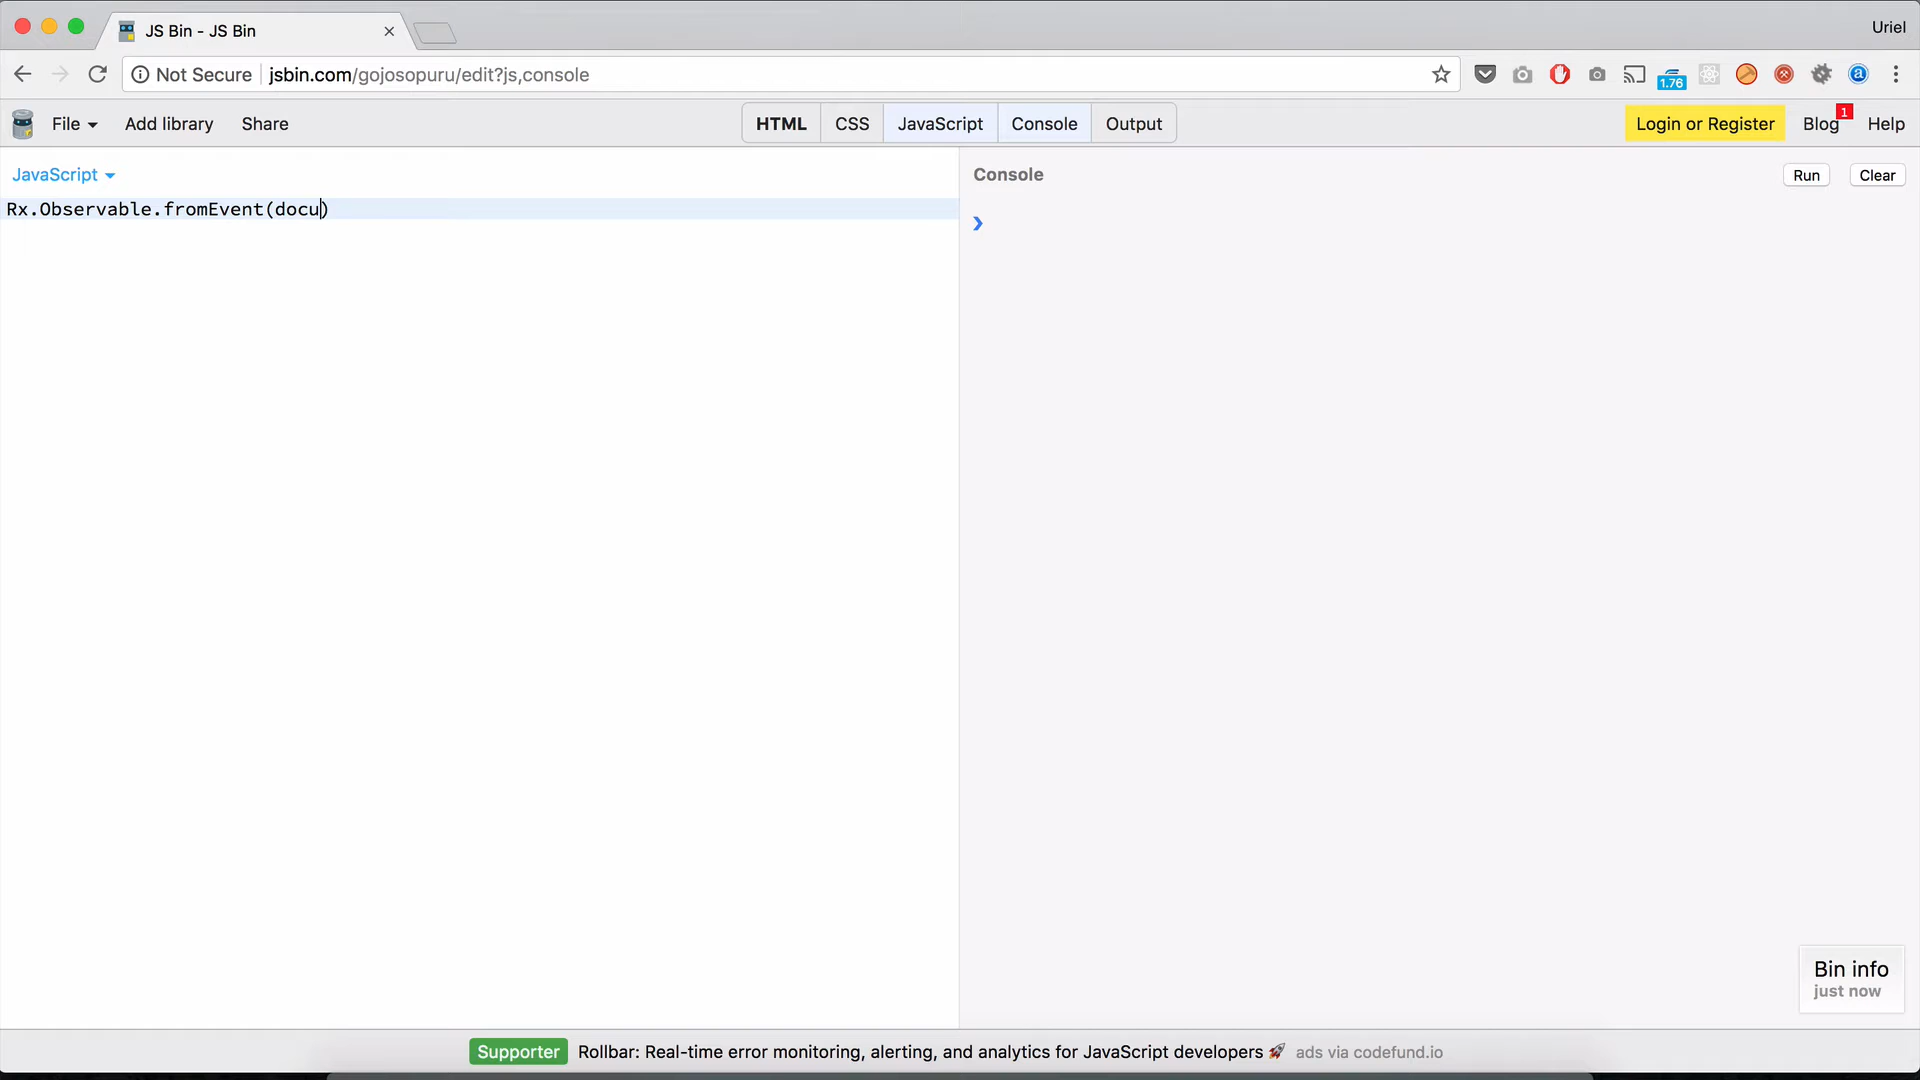 JS Bin - JS Bin
Uriel
Not Secure
jsbin.com/gojosopuru/edit?js,console
1.76
a
File
Add library
Share
HTML
CSS
JavaScript
Console
Output
Login or Register
Blog
1
Help
JavaScript
Rx.Observable.fromEvent(docu)
Console
Run
Clear
Bin info
just now
Supporter
Rollbar: Real-time error monitoring, alerting, and analytics for JavaScript developers 🚀
ads via codefund.io